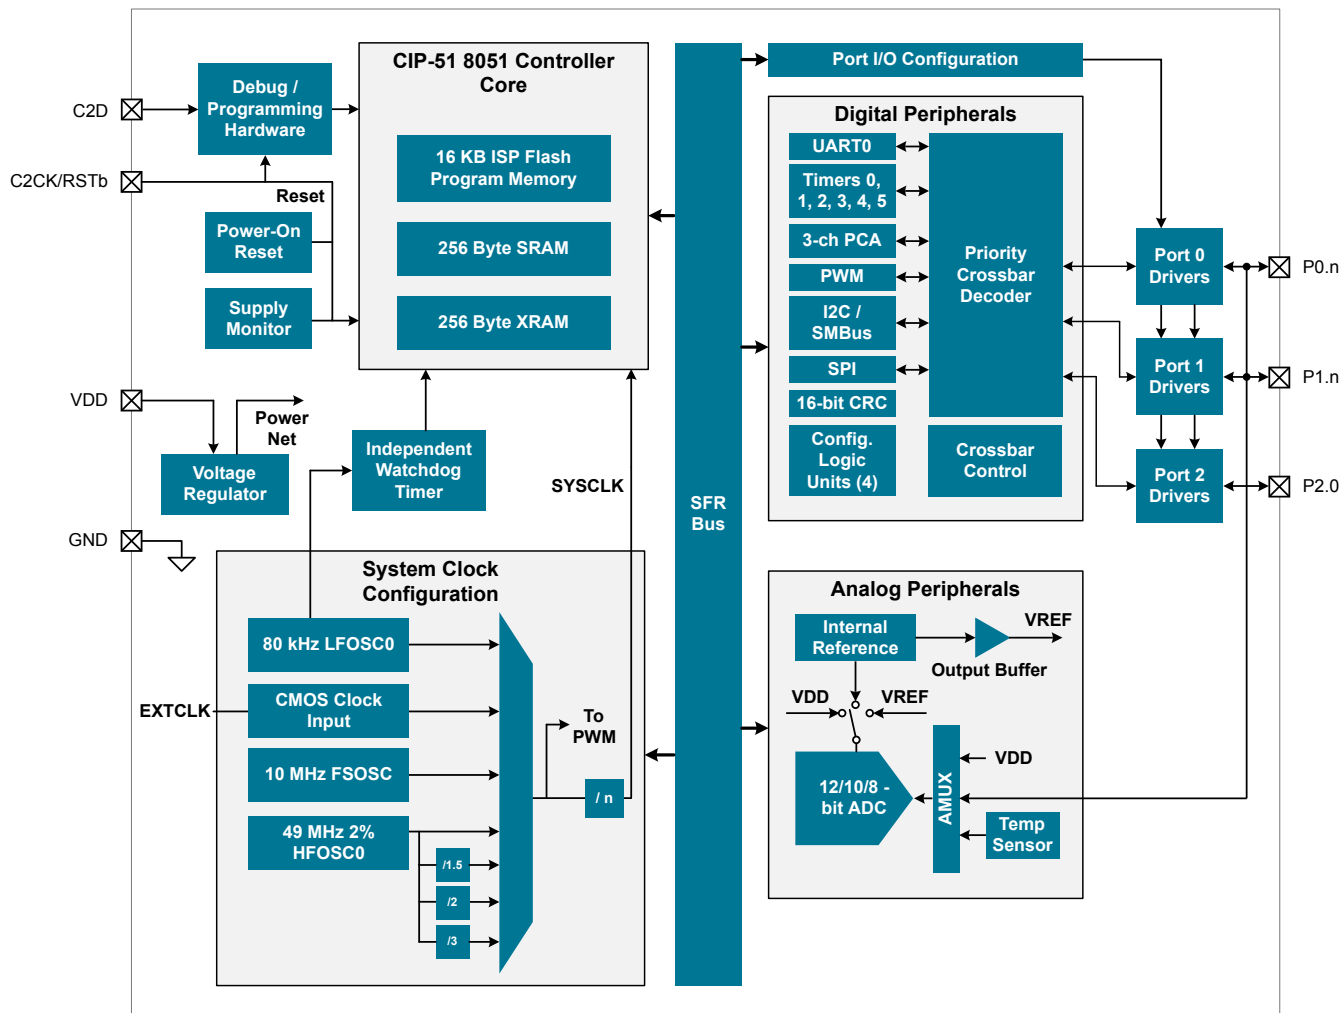 C2D
C2CK/RSTb
VDD
GND
EXTCLK
Debug /
Programming
Hardware
Reset
Power-On
Reset
Supply
Monitor
Power
Net
Voltage
Regulator
CIP-51 8051 Controller
Core
16 KB ISP Flash
Program Memory
256 Byte SRAM
256 Byte XRAM
Independent
Watchdog
Timer
SYSCLK
System Clock
Configuration
80 kHz LFOSC0
CMOS Clock
Input
10 MHz FSOSC
49 MHz 2%
HFOSC0
/1.5
/2
/3
To
PWM
/ n
SFR
Bus
Port I/O Configuration
Digital Peripherals
UART0
Timers 0,
1, 2, 3, 4, 5
3-ch PCA
PWM
I2C /
SMBus
SPI
16-bit CRC
Config.
Logic
Units (4)
Priority
Crossbar
Decoder
Crossbar
Control
Port 0
Drivers
Port 1
Drivers
Port 2
Drivers
P0.n
P1.n
P2.0
Analog Peripherals
Internal
Reference
VREF
Output Buffer
VDD
VREF
12/10/8 -
bit ADC
AMUX
VDD
Temp
Sensor